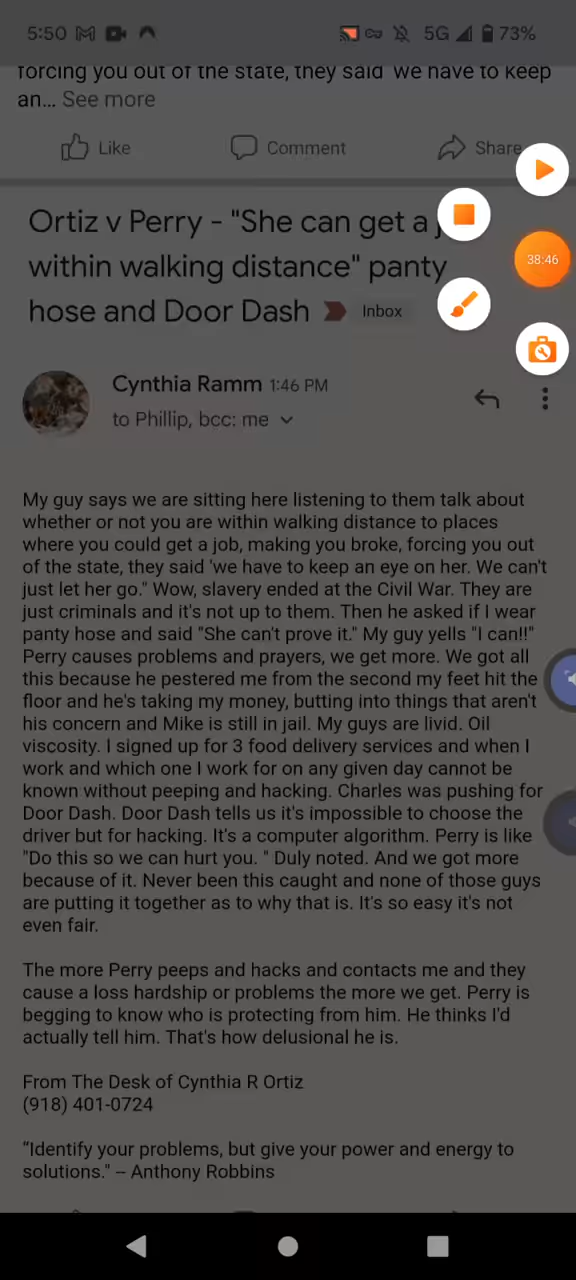 5:50
5G
73%
forcing you out of the state, they said 'we have to keep
an... See more
Like
Comment
Share
Ortiz v Perry - "She can get a
within walking distance" panty
hose and Door Dash
Inbox
38:46
Cynthia Ramm 1:46 PM
to Phillip, bcc: me
My guy says we are sitting here listening to them talk about
whether or not you are within walking distance to places
where you could get a job, making you broke, forcing you out
of the state, they said 'we have to keep an eye on her. We can't
just let her go." Wow, slavery ended at the Civil War. They are
just criminals and it's not up to them. Then he asked if I wear
panty hose and said "She can't prove it." My guy yells "I can!!"
Perry causes problems and prayers, we get more. We got all
this because he pestered me from the second my feet hit the
floor and he's taking my money, butting into things that aren't
his concern and Mike is still in jail. My guys are livid. Oil
viscosity. I signed up for 3 food delivery services and when I
work and which one I work for on any given day cannot be
known without peeping and hacking. Charles was pushing for
Door Dash. Door Dash tells us it's impossible to choose the
driver but for hacking. It's a computer algorithm. Perry is like
"Do this so we can hurt you. " Duly noted. And we got more
because of it. Never been this caught and none of those guys
are putting it together as to why that is. It's so easy it's not
even fair.
The more Perry peeps and hacks and contacts me and they
cause a loss hardship or problems the more we get. Perry is
begging to know who is protecting from him. He thinks I'd
actually tell him. That's how delusional he is.
From The Desk of Cynthia R Ortiz
(918) 401-0724
“Identify your problems, but give your power and energy to
solutions." – Anthony Robbins